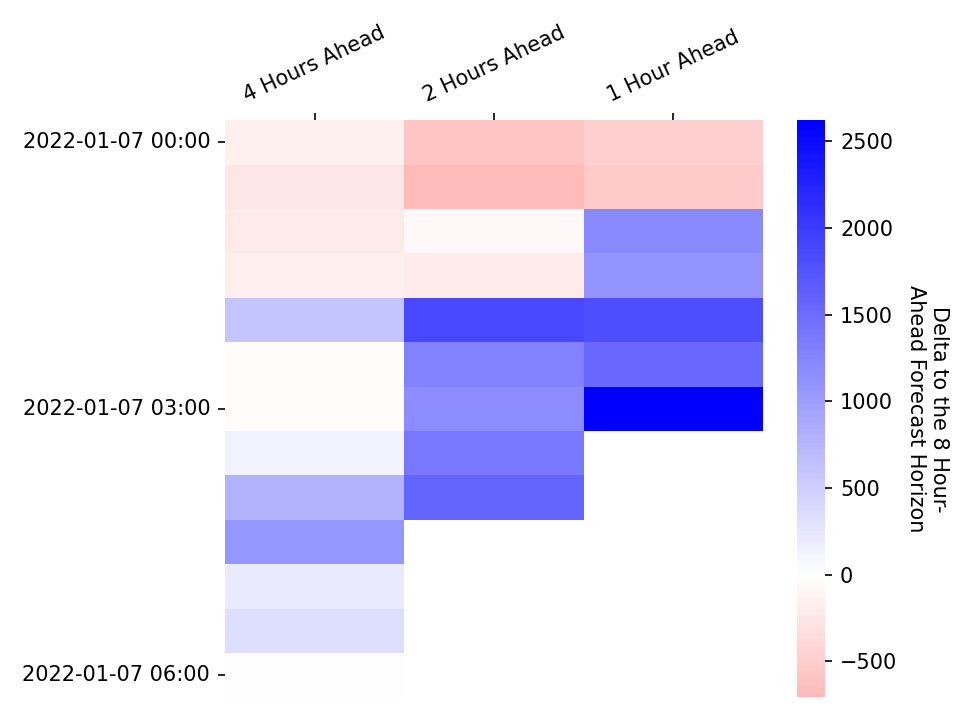 4 Hours Ahead
2 Hours Ahead
1 Hour Ahead
2022-01-07 00:00
2022-01-07 03:00
2022-01-07 06:00
2500
2000
1500
1000
500
0
−500
Delta to the 8 Hour-
Ahead Forecast Horizon